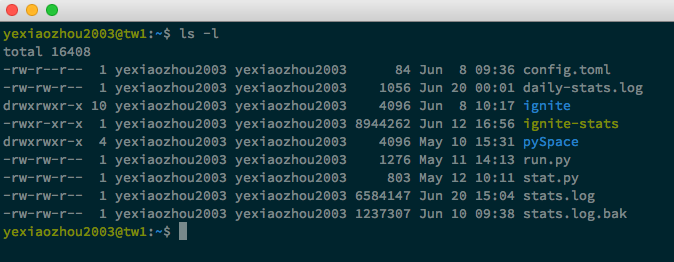 yexiaozhou2003@tw1:~$ ls -l
total 16408
-rw-r--r--  1 yexiaozhou2003 yexiaozhou2003      84 Jun  8 09:36 config.toml
-rw-rw-r--  1 yexiaozhou2003 yexiaozhou2003    1056 Jun 20 00:01 daily-stats.log
drwxrwxr-x 10 yexiaozhou2003 yexiaozhou2003    4096 Jun  8 10:17 ignite
-rwxr-xr-x  1 yexiaozhou2003 yexiaozhou2003 8944262 Jun 12 16:56 ignite-stats
drwxrwxr-x  4 yexiaozhou2003 yexiaozhou2003    4096 May 10 15:31 pySpace
-rw-rw-r--  1 yexiaozhou2003 yexiaozhou2003    1276 May 11 14:13 run.py
-rw-rw-r--  1 yexiaozhou2003 yexiaozhou2003     803 May 12 10:11 stat.py
-rw-rw-r--  1 yexiaozhou2003 yexiaozhou2003 6584147 Jun 20 15:04 stats.log
-rw-rw-r--  1 yexiaozhou2003 yexiaozhou2003 1237307 Jun 10 09:38 stats.log.bak
yexiaozhou2003@tw1:~$